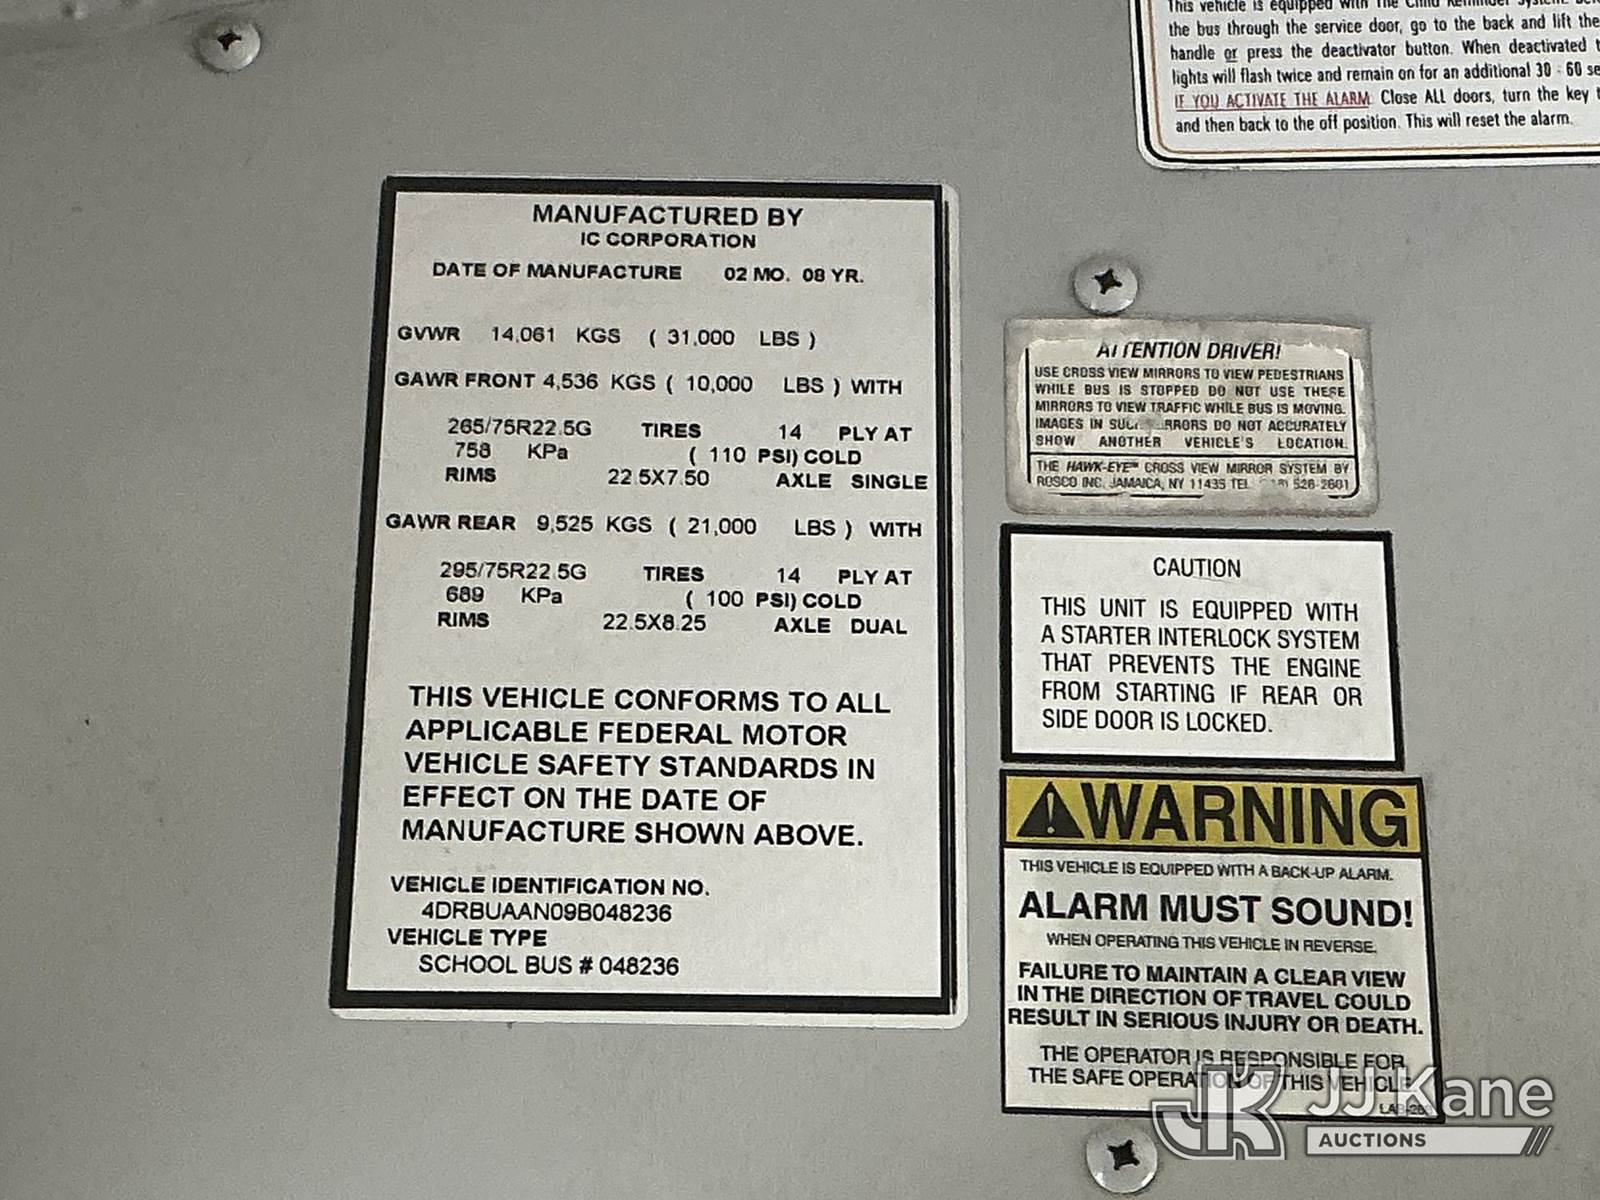 This vehicle is equipped with The Child Reminder System.
the bus through the service door, go to the back and lift the
handle or press the deactivator button. When deactivated
lights will flash twice and remain on for an additional 30 - 60
IF YOU ACTIVATE THE ALARM: Close ALL doors, turn the key
and then back to the off position. This will reset the alarm.
MANUFACTURED BY
IC CORPORATION
DATE OF MANUFACTURE 02 MO. 08 YR.
GVWR 14,061 KGS ( 31,000 LBS )
GAWR FRONT 4,536 KGS ( 10,000 LBS ) WITH
265/75R22.5G TIRES 14 PLY AT
758 KPa ( 110 PSI) COLD
RIMS 22.5X7.50 AXLE SINGLE
GAWR REAR 9,525 KGS ( 21,000 LBS ) WITH
295/75R22.5G TIRES 14 PLY AT
689 KPa ( 100 PSI) COLD
RIMS 22.5X8.25 AXLE DUAL
THIS VEHICLE CONFORMS TO ALL
APPLICABLE FEDERAL MOTOR
VEHICLE SAFETY STANDARDS IN
EFFECT ON THE DATE OF
MANUFACTURE SHOWN ABOVE.
VEHICLE IDENTIFICATION NO.
4DRBUAAN09B048236
VEHICLE TYPE
SCHOOL BUS # 048236
ATTENTION DRIVER!
USE CROSS VIEW MIRRORS TO VIEW PEDESTRIANS
WHILE BUS IS STOPPED DO NOT USE THESE
MIRRORS TO VIEW TRAFFIC WHILE BUS IS MOVING.
IMAGES IN DO NOT ACCURATELY
SHOW ANOTHER VEHICLE'S LOCATION.
THE HAWK-EYE™ CROSS VIEW MIRROR SYSTEM BY
ROSCO INC. JAMAICA, NY 11435 TEL 526-2601
CAUTION
THIS UNIT IS EQUIPPED WITH
A STARTER INTERLOCK SYSTEM
THAT PREVENTS THE ENGINE
FROM STARTING IF REAR OR
SIDE DOOR IS LOCKED.
WARNING
THIS VEHICLE IS EQUIPPED WITH A BACK-UP ALARM.
ALARM MUST SOUND!
WHEN OPERATING THIS VEHICLE IN REVERSE.
FAILURE TO MAINTAIN A CLEAR VIEW
IN THE DIRECTION OF TRAVEL COULD
RESULT IN SERIOUS INJURY OR DEATH.
THE OPERATOR IS RESPONSIBLE FOR
THE SAFE OPERATION OF THIS VEHICLE
JK JJ Kane
AUCTIONS